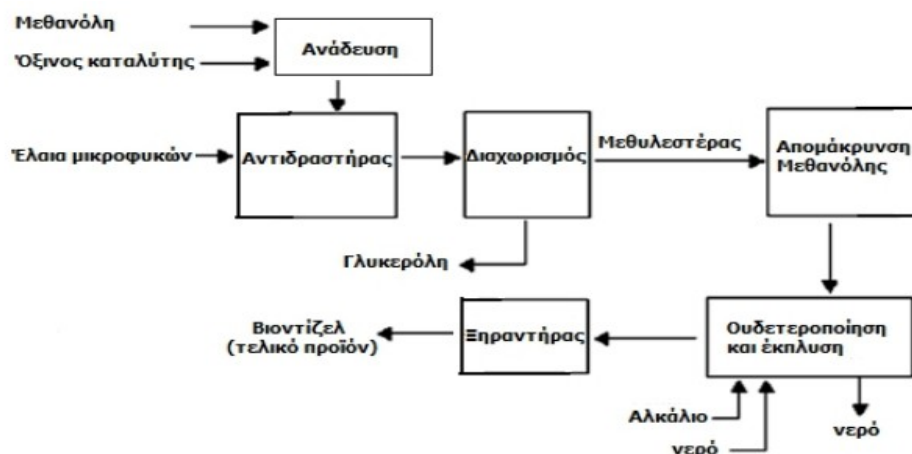 Μεθανόλη
Όξινος καταλύτης
Ανάδευση
Έλαια μικροφυκών
Αντιδραστήρας
Διαχωρισμός
Μεθυλεστέρας
Απομάκρυνση
Μεθανόλης
Γλυκερόλη
Βιοντίζελ
(τελικό προϊόν)
Ξηραντήρας
Ουδετεροποίηση
και έκπλυση
Αλκάλιο
νερό
νερό